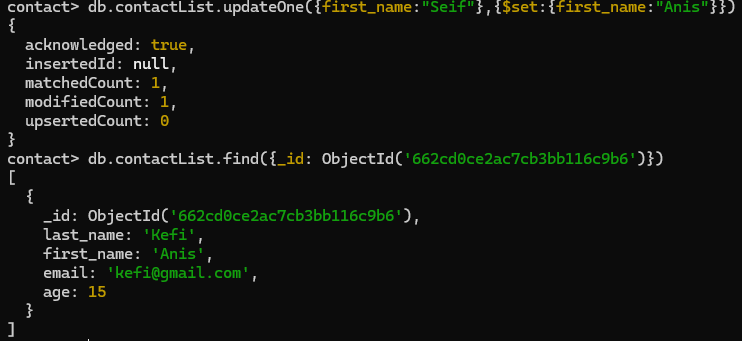 contact> db.contactList.updateOne({first_name:"Seif"},{$set:{first_name:"Anis"}})
{
  acknowledged: true,
  insertedId: null,
  matchedCount: 1,
  modifiedCount: 1,
  upsertedCount: 0
}
contact> db.contactList.find({_id: ObjectId('662cd0ce2ac7cb3bb116c9b6')})
[
  {
    _id: ObjectId('662cd0ce2ac7cb3bb116c9b6'),
    last_name: 'Kefi',
    first_name: 'Anis',
    email: 'kefi@gmail.com',
    age: 15
  }
]